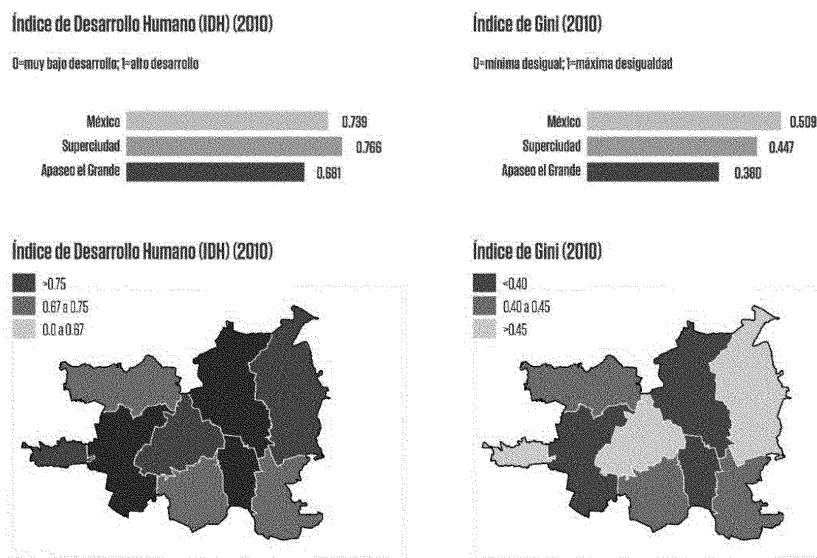 Índice de Desarrollo Humano (IDH) (2010)
0=muy bajo desarrollo; 1=alto desarrollo
México 0.739
Superciudad 0.766
Apaseo el Grande 0.681
Índice de Gini (2010)
0=mínima desigual; 1=máxima desigualdad
México 0.509
Superciudad 0.447
Apaseo el Grande 0.380
Índice de Desarrollo Humano (IDH) (2010)
>0.75
0.67 a 0.75
0.0 a 0.67
Índice de Gini (2010)
<0.40
0.40 a 0.45
>0.45